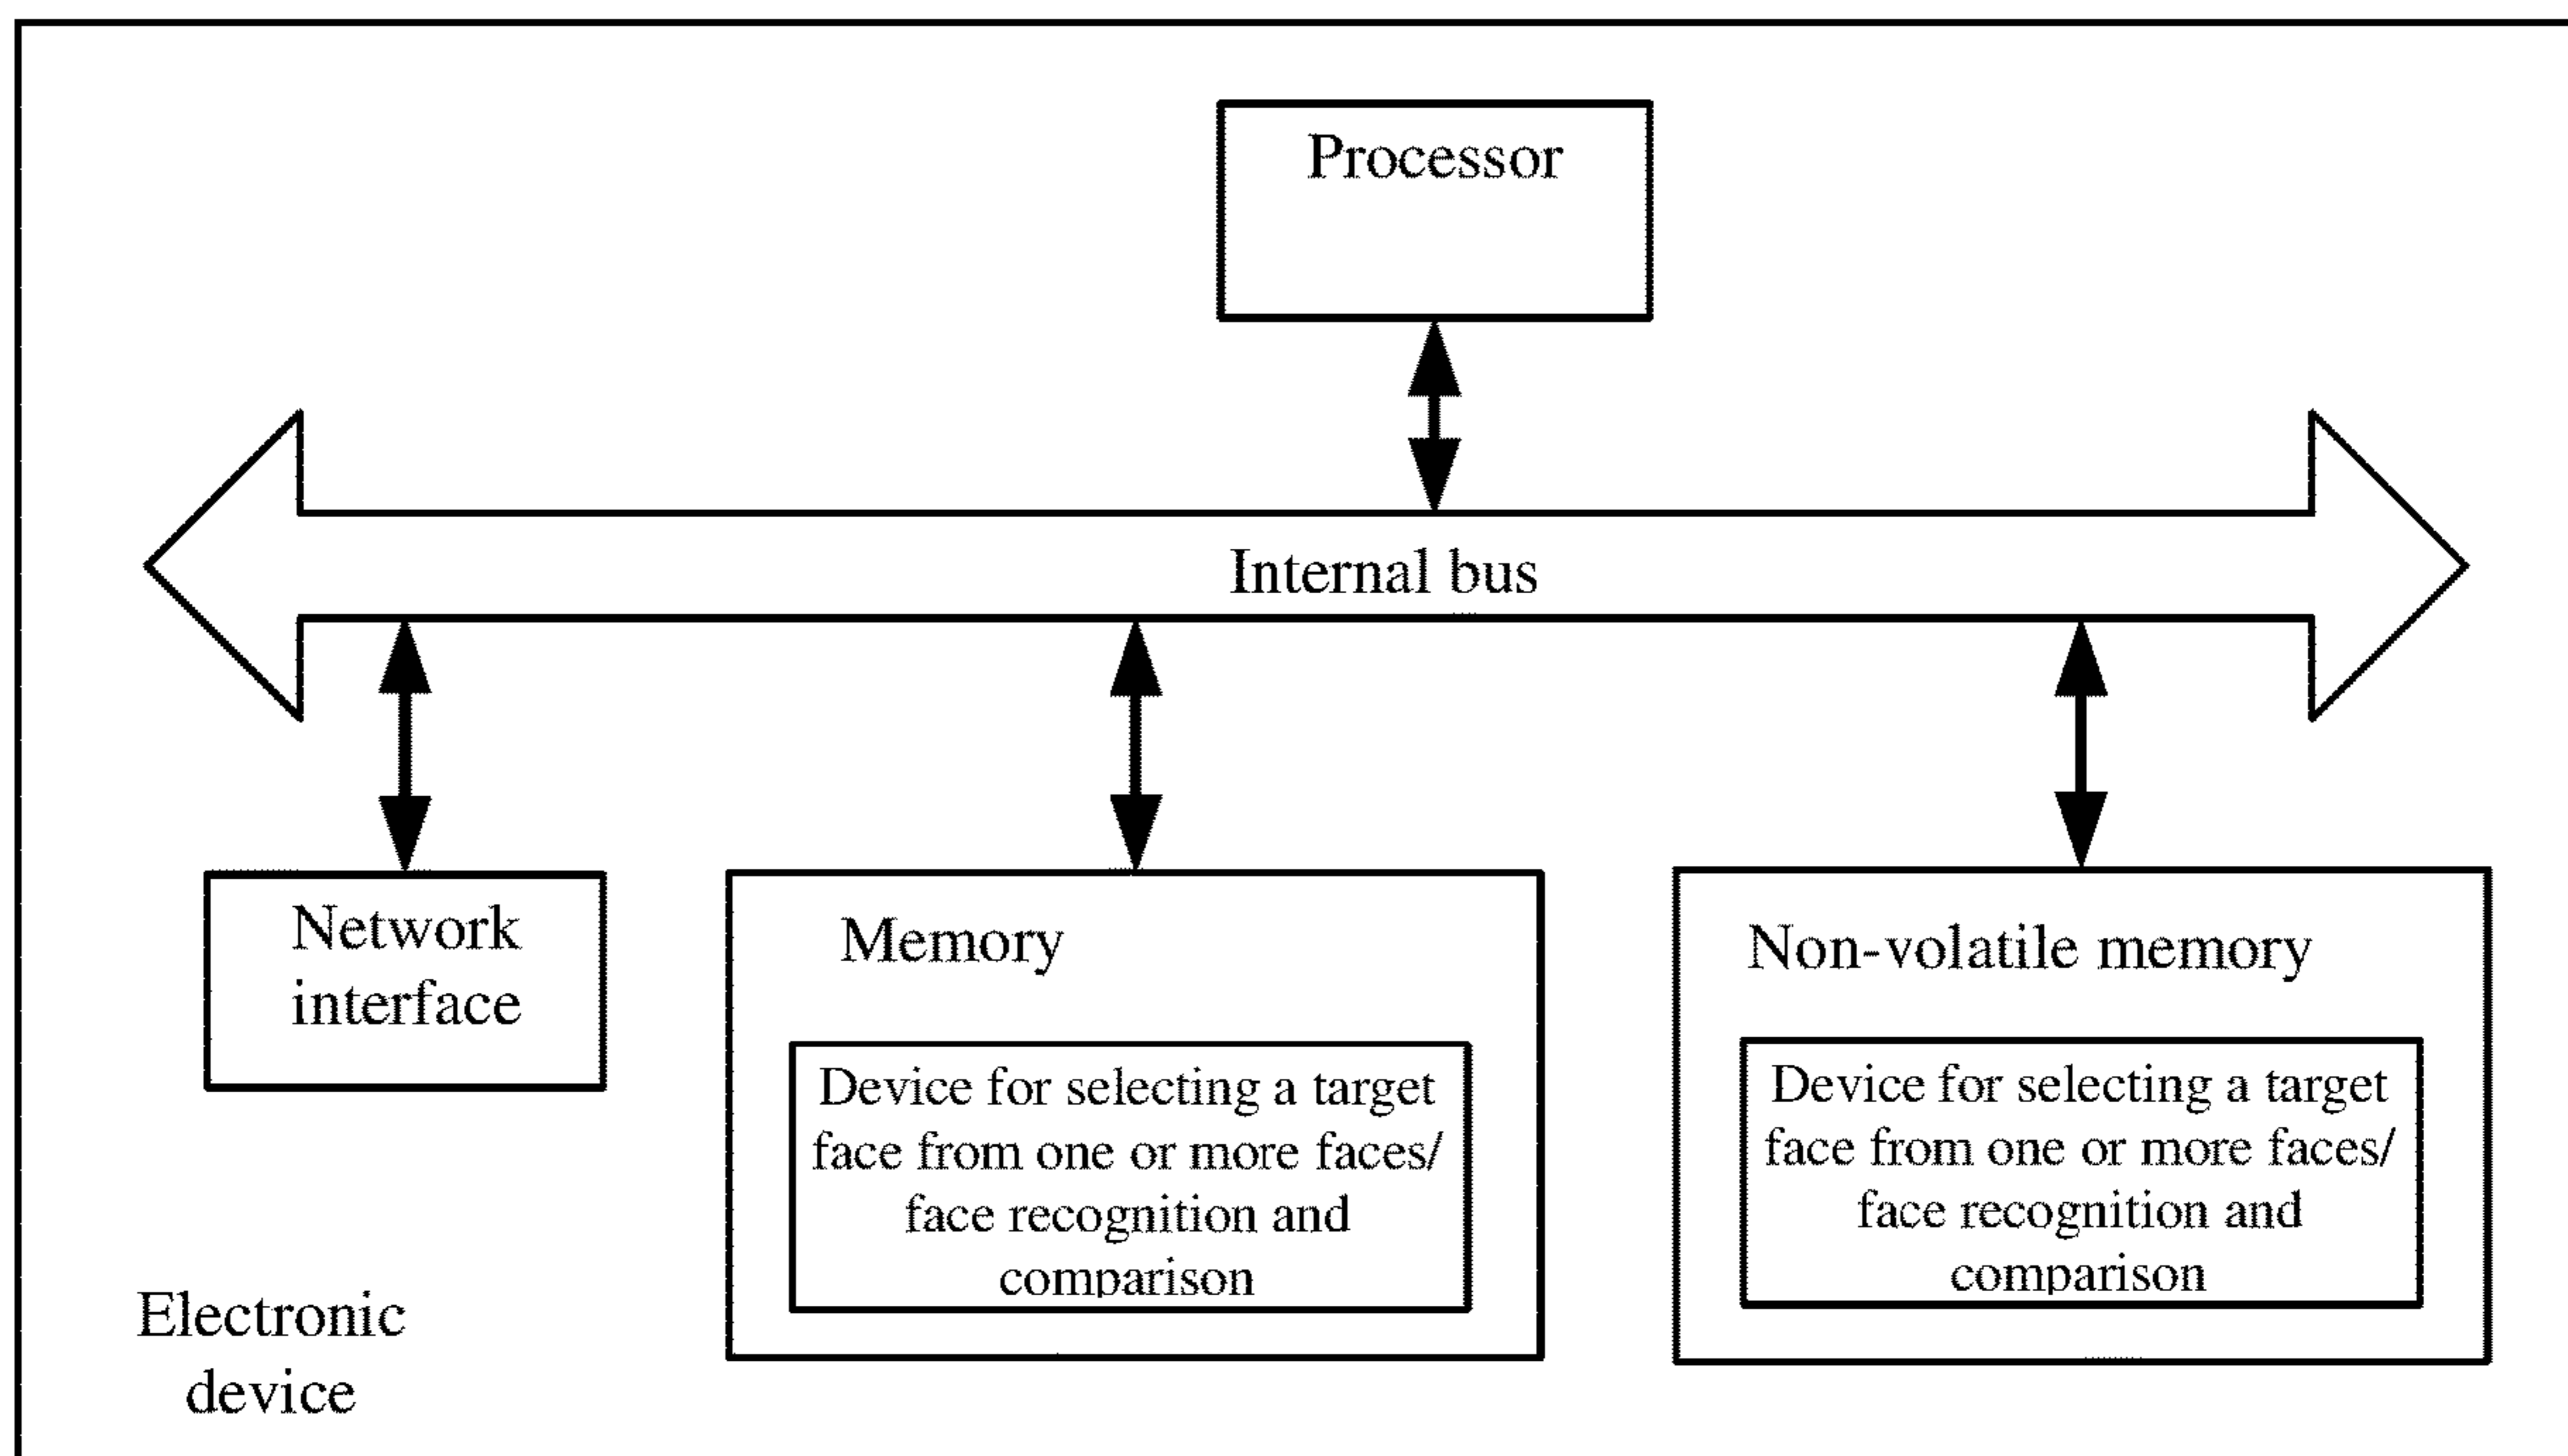 Processor
Internal bus
Network
interface
Memory
Device for selecting a target
face from one or more faces/
face recognition and
comparison
Non-volatile memory
Device for selecting a target
face from one or more faces/
face recognition and
comparison
Electronic
device